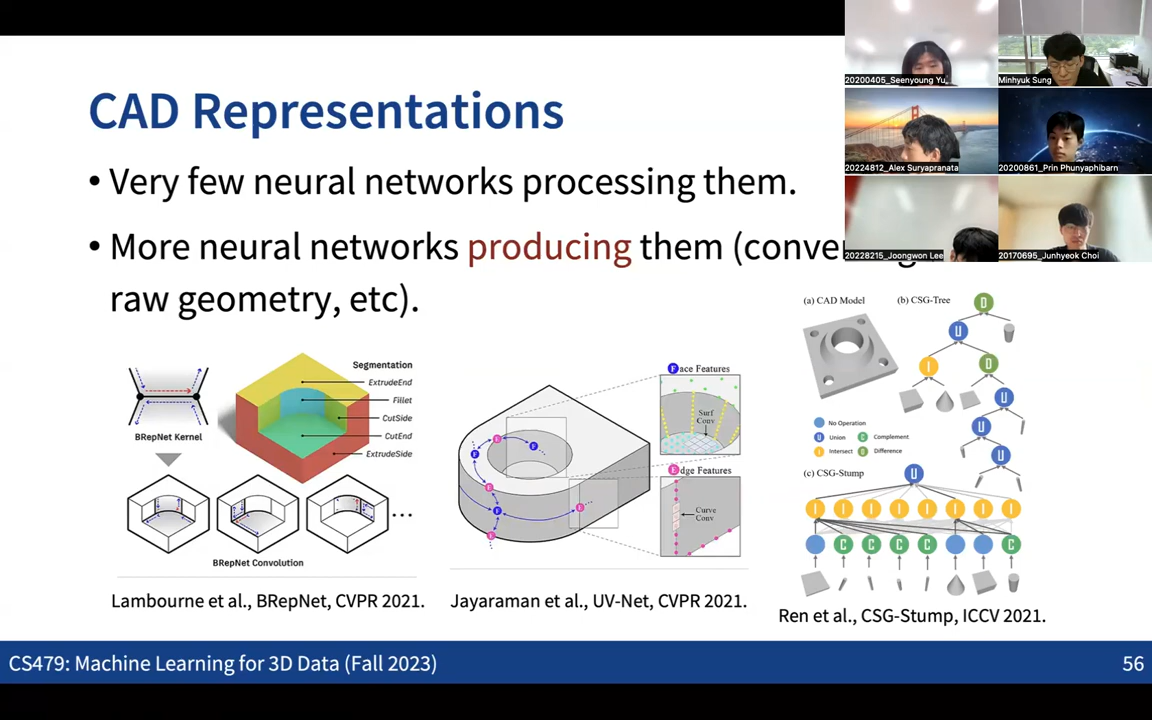 20200405_Seenyoung Yu
Minhyuk Sung
20224812_Alex Suryapranata
20200861_Prin Phunyaphibarn
20228215_Joongwon Lee
20170695_Junhyeok Choi
CAD Representations
• Very few neural networks processing them.
• More neural networks producing them (conver
raw geometry, etc).
Segmentation
ExtrudeEnd
Fillet
CutSide
CutEnd
ExtrudeSide
BRepNet Kernel
BRepNet Convolution
...
Lambourne et al., BRepNet, CVPR 2021.
Face Features
Surf
Conv
Edge Features
Curve
Conv
F
F
F
E
E
E
E
Jayaraman et al., UV-Net, CVPR 2021.
(a) CAD Model
(b) CSG-Tree
D
U
I
D
U
U
U
No Operation
U Union
C Complement
I Intersect
D Difference
(c) CSG-Stump
U
I I I I I I I I
C C C C C
Ren et al., CSG-Stump, ICCV 2021.
CS479: Machine Learning for 3D Data (Fall 2023)
56